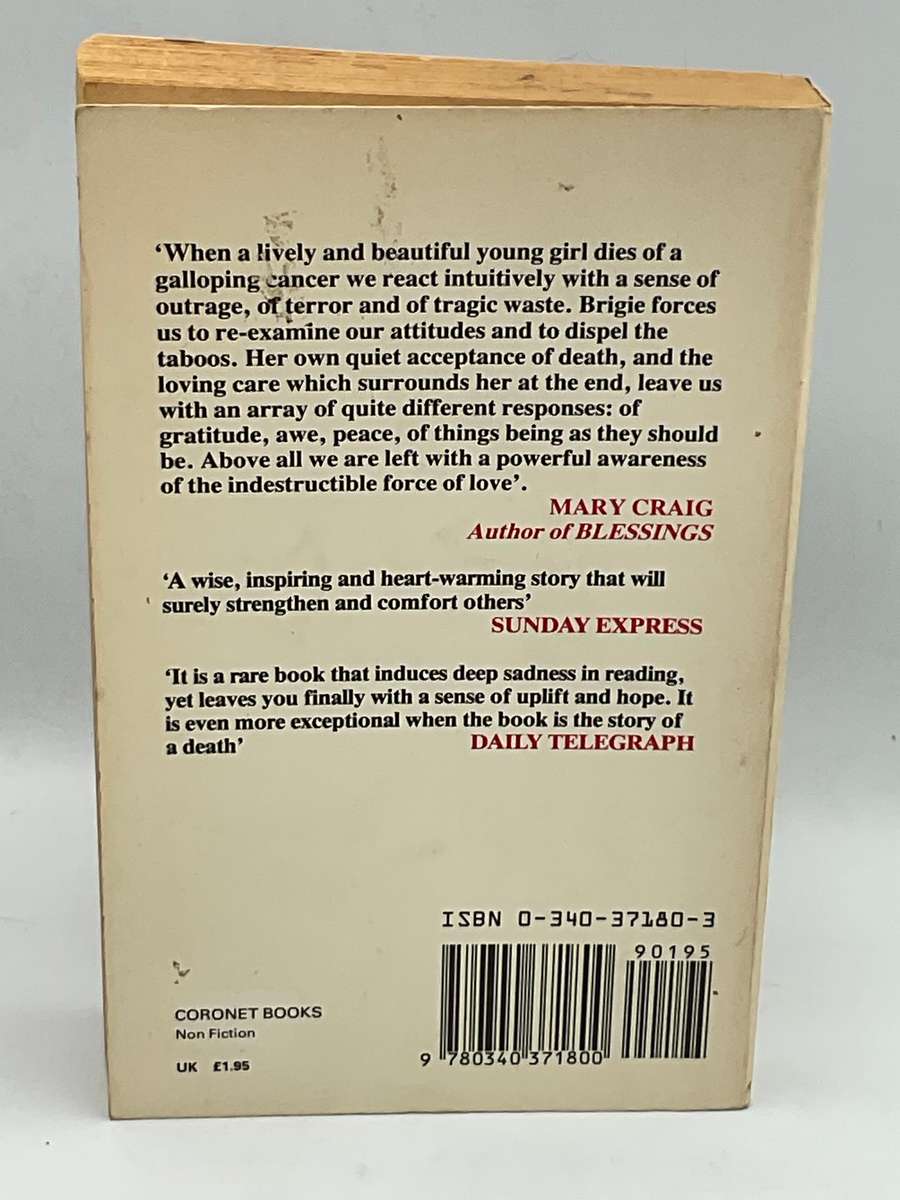 ‘When a lively and beautiful young girl dies of a
galloping cancer we react intuitively with a sense of
outrage, of terror and of tragic waste. Brigie forces
us to re-examine our attitudes and to dispel the
taboos. Her own quiet acceptance of death, and the
loving care which surrounds her at the end, leave us
with an array of quite different responses: of
gratitude, awe, peace, of things being as they should
be. Above all we are left with a powerful awareness
of the indestructible force of love’.
MARY CRAIG
Author of BLESSINGS
‘A wise, inspiring and heart-warming story that will
surely strengthen and comfort others’
SUNDAY EXPRESS
‘It is a rare book that induces deep sadness in reading,
yet leaves you finally with a sense of uplift and hope. It
is even more exceptional when the book is the story of
a death’ DAILY TELEGRAPH
ISBN 0-340-37180-3
90195
CORONET BOOKS
Non Fiction
9 780340 371800
UK £1.95